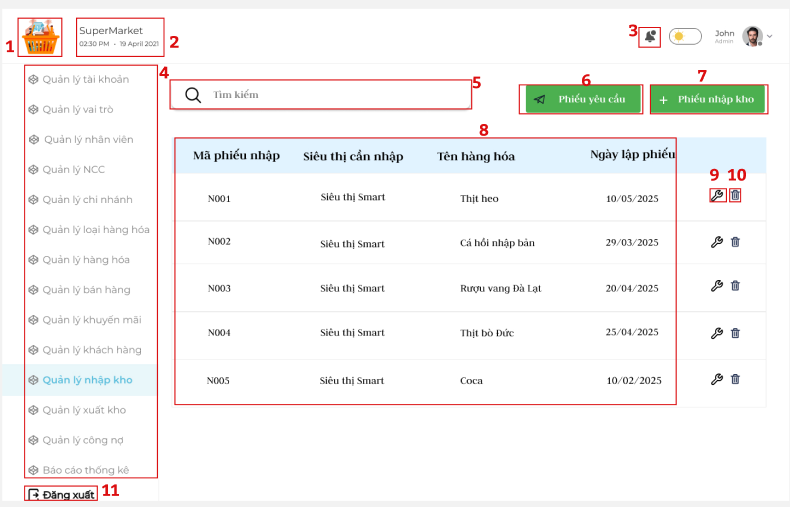 SuperMarket
02:30 PM • 19 April 2021
1
2
3
John
Admin
4
5
6
7
Tìm kiếm
Phiếu yêu cầu
+ Phiếu nhập kho
Quản lý tài khoản
Quản lý vai trò
Quản lý nhân viên
Quản lý NCC
Quản lý chi nhánh
Quản lý loại hàng hóa
Quản lý hàng hóa
Quản lý bán hàng
Quản lý khuyến mãi
Quản lý khách hàng
Quản lý nhập kho
Quản lý xuất kho
Quản lý công nợ
Báo cáo thống kê
Đăng xuất
11
8
Mã phiếu nhập Siêu thị cần nhập Tên hàng hóa Ngày lập phiếu
9 10
N001 Siêu thị Smart Thịt heo 10/05/2025
N002 Siêu thị Smart Cá hồi nhập bản 29/03/2025
N003 Siêu thị Smart Rượu vang Đà Lạt 20/04/2025
N004 Siêu thị Smart Thịt bò Đức 25/04/2025
N005 Siêu thị Smart Coca 10/02/2025